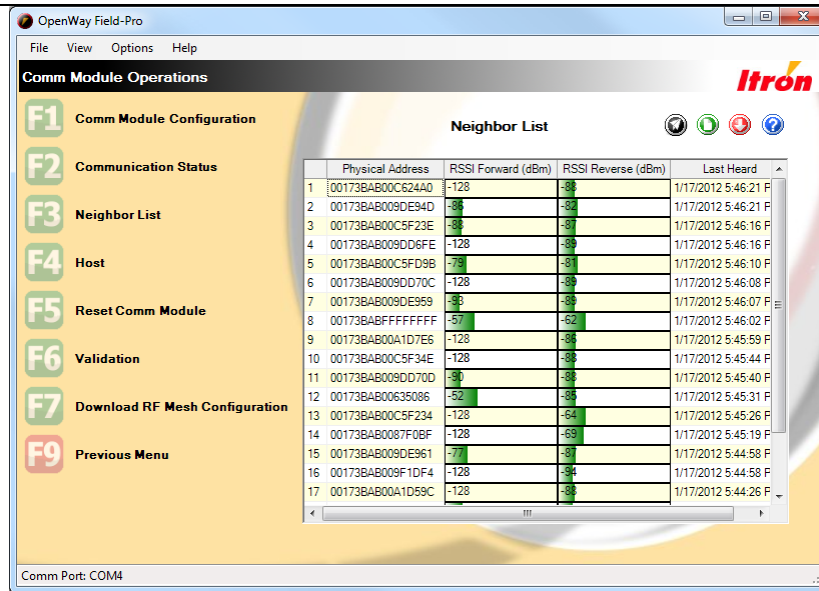 OpenWay Field-Pro
File View Options Help
Comm Module Operations
Itrón
F1 Comm Module Configuration
F2 Communication Status
F3 Neighbor List
F4 Host
F5 Reset Comm Module
F6 Validation
F7 Download RF Mesh Configuration
F9 Previous Menu
Neighbor List
Physical Address RSSI Forward (dBm) RSSI Reverse (dBm) Last Heard
1 00173BAB00C624A0 -128 -88 1/17/2012 5:46:21 P
2 00173BAB009DE94D -86 -82 1/17/2012 5:46:21 P
3 00173BAB00C5F23E -88 -87 1/17/2012 5:46:16 P
4 00173BAB009DD6FE -128 -89 1/17/2012 5:46:16 P
5 00173BAB00C5FD9B -79 -81 1/17/2012 5:46:10 P
6 00173BAB009DD70C -128 -89 1/17/2012 5:46:08 P
7 00173BAB009DE959 -93 -89 1/17/2012 5:46:07 P
8 00173BABFFFFFFFF -57 -62 1/17/2012 5:46:02 P
9 00173BAB00A1D7E6 -128 -86 1/17/2012 5:45:59 P
10 00173BAB00C5F34E -128 -88 1/17/2012 5:45:44 P
11 00173BAB009DD70D -90 -88 1/17/2012 5:45:40 P
12 00173BAB00635086 -52 -85 1/17/2012 5:45:31 P
13 00173BAB00C5F234 -128 -64 1/17/2012 5:45:26 P
14 00173BAB0087F0BF -128 -69 1/17/2012 5:45:19 P
15 00173BAB009DE961 -77 -87 1/17/2012 5:44:58 P
16 00173BAB009F1DF4 -128 -94 1/17/2012 5:44:58 P
17 00173BAB00A1D59C -128 -88 1/17/2012 5:44:26 P
Comm Port: COM4